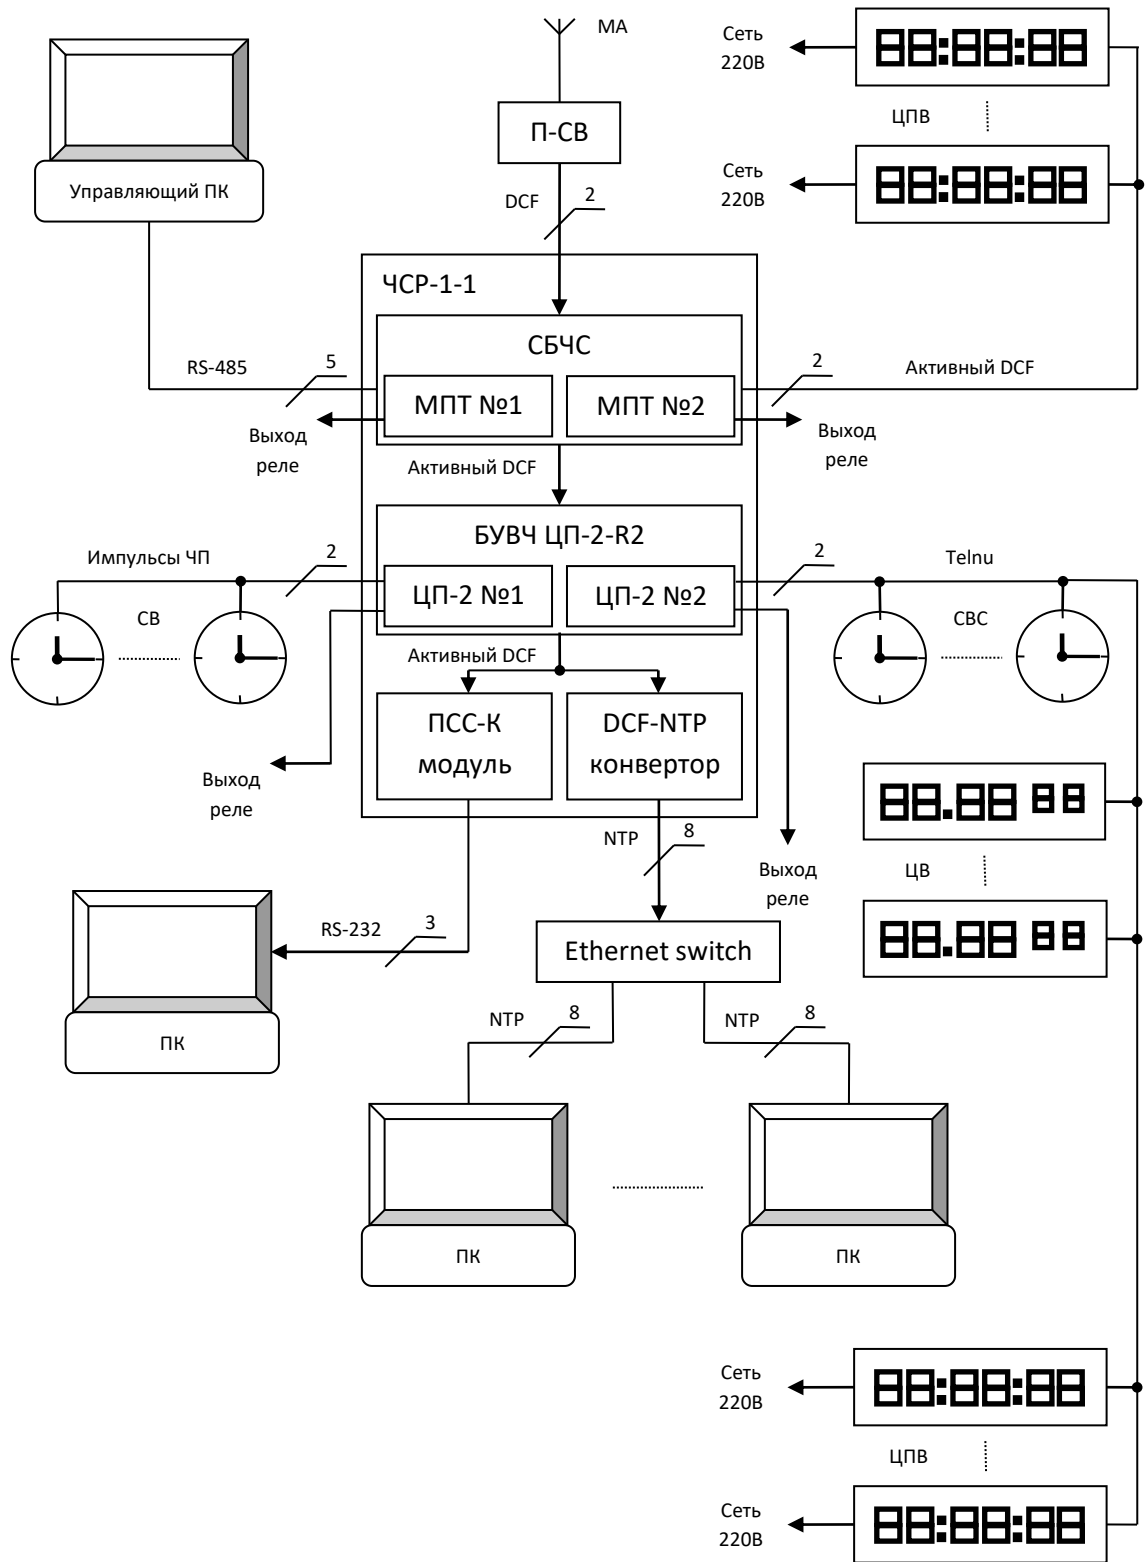 МА
Сеть
220В
88:88:88
ЦПВ
П-СВ
Сеть
220В
88:88:88
Управляющий ПК
DCF
2
ЧСР-1-1
СБЧС
RS-485
5
2
Активный DCF
МПТ №1
МПТ №2
Выход
реле
Выход
реле
Активный DCF
БУВЧ ЦП-2-R2
Импульсы ЧП
2
2
Telnu
ЦП-2 №1
ЦП-2 №2
СВ
СВС
Активный DCF
ПСС-К
модуль
DCF-NTP
конвертор
Выход
реле
88.88 88
NTP
8
Выход
реле
ЦВ
88.88 88
RS-232
3
Ethernet switch
ПК
NTP
8
NTP
8
ПК
ПК
Сеть
220В
88:88:88
ЦПВ
Сеть
220В
88:88:88